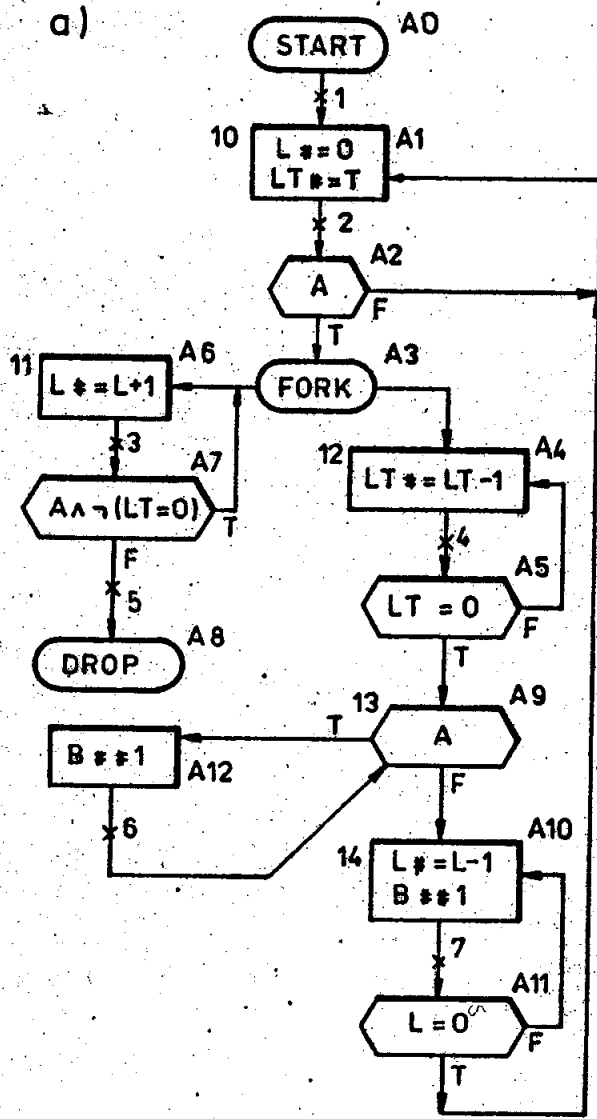 a)
START
A0
1
10
L *= 0
LT *= T
A1
2
A
A2
T
F
FORK
A3
11
L *= L+1
A6
3
A ∧ ¬ (LT=0)
A7
T
F
5
DROP
A8
12
LT *= LT-1
A4
4
LT = 0
A5
F
T
13
A
A9
T
F
B * * 1
A12
6
14
L *= L-1
B * * 1
A10
7
L = 0
A11
F
T